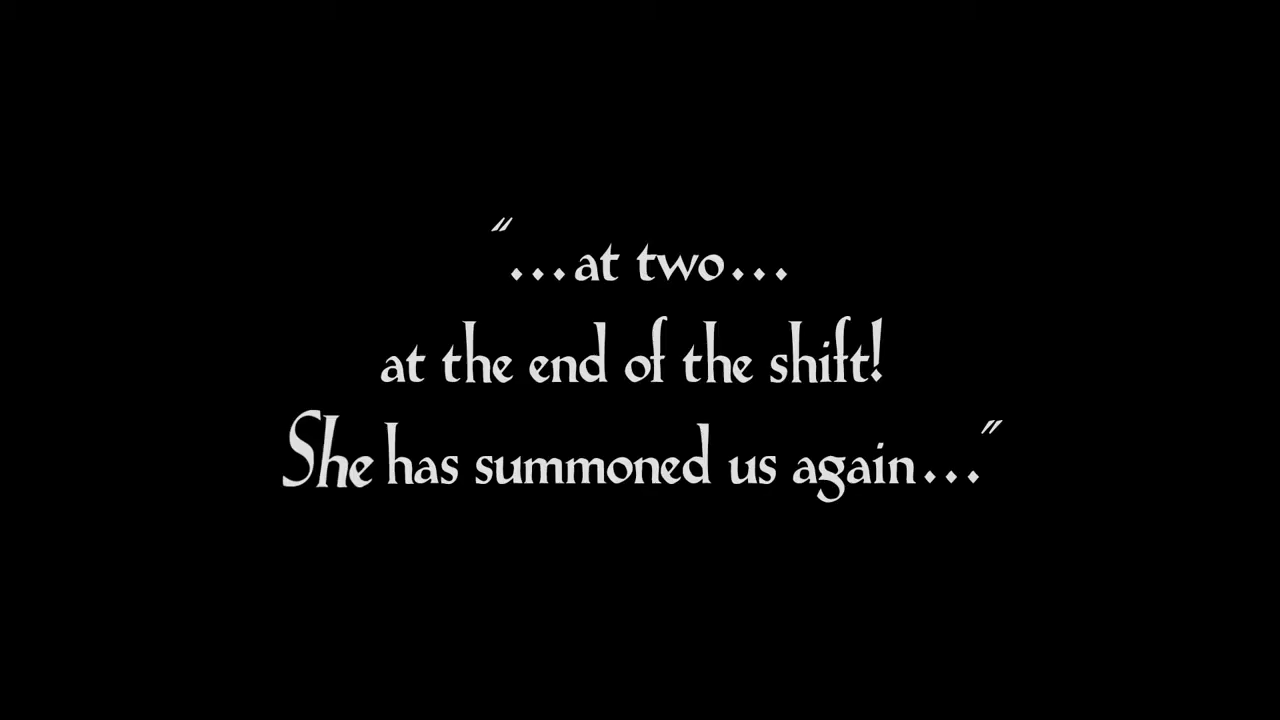 "...at two...
at the end of the shift!
She has summoned us again..."